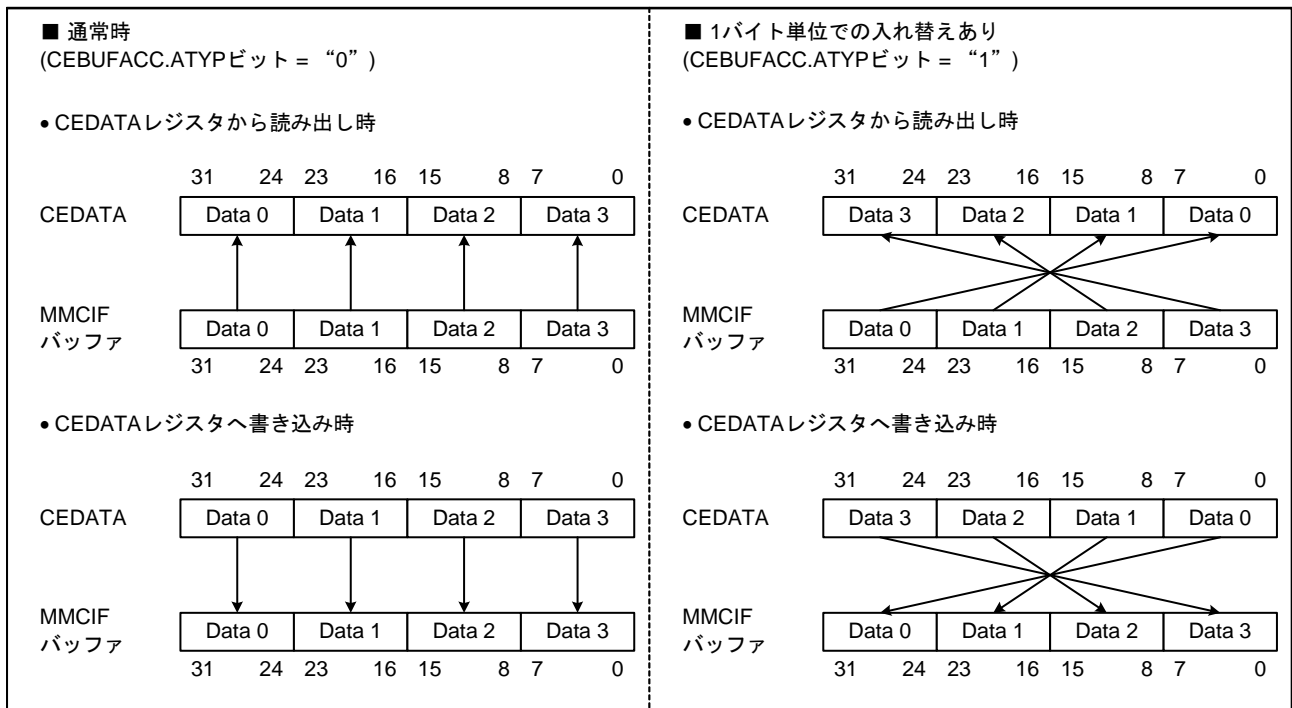 ■ 通常時
(CEBUFACC.ATYPビット = “0”)
• CEDATAレジスタから読み出し時
31 24 23 16 15 8 7 0
CEDATA Data 0 Data 1 Data 2 Data 3
MMCIF
バッファ Data 0 Data 1 Data 2 Data 3
31 24 23 16 15 8 7 0
• CEDATAレジスタへ書き込み時
31 24 23 16 15 8 7 0
CEDATA Data 0 Data 1 Data 2 Data 3
MMCIF
バッファ Data 0 Data 1 Data 2 Data 3
31 24 23 16 15 8 7 0
■ 1バイト単位での入れ替えあり
(CEBUFACC.ATYPビット = “1”)
• CEDATAレジスタから読み出し時
31 24 23 16 15 8 7 0
CEDATA Data 3 Data 2 Data 1 Data 0
MMCIF
バッファ Data 0 Data 1 Data 2 Data 3
31 24 23 16 15 8 7 0
• CEDATAレジスタへ書き込み時
31 24 23 16 15 8 7 0
CEDATA Data 3 Data 2 Data 1 Data 0
MMCIF
バッファ Data 0 Data 1 Data 2 Data 3
31 24 23 16 15 8 7 0